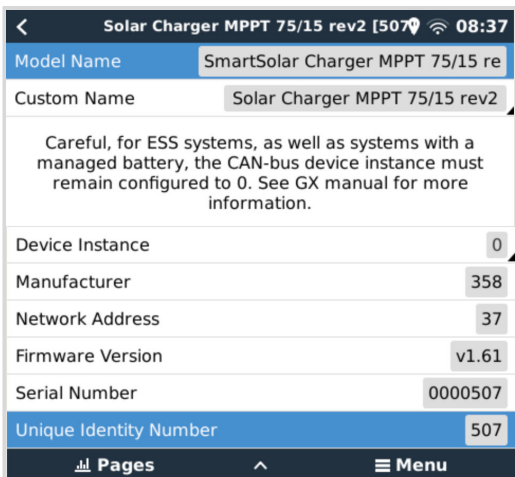 Solar Charger MPPT 75/15 rev2 [507 08:37
Model Name SmartSolar Charger MPPT 75/15 re
Custom Name Solar Charger MPPT 75/15 rev2
Careful, for ESS systems, as well as systems with a
managed battery, the CAN-bus device instance must
remain configured to 0. See GX manual for more
information.
Device Instance 0
Manufacturer 358
Network Address 37
Firmware Version v1.61
Serial Number 0000507
Unique Identity Number 507
Pages Menu